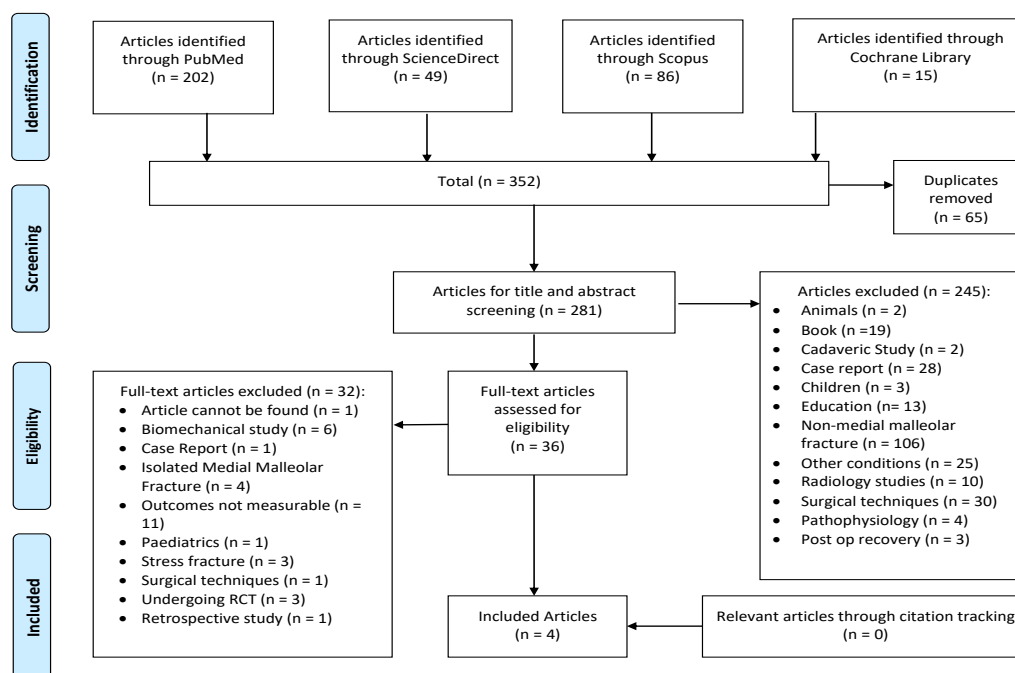 Identification
Articles identified
through PubMed
(n = 202)
Articles identified
through ScienceDirect
(n = 49)
Articles identified
through Scopus
(n = 86)
Articles identified through
Cochrane Library
(n = 15)
Total (n = 352)
Duplicates
removed
(n = 65)
Screening
Articles for title and abstract
screening (n = 281)
Articles excluded (n = 245):
• Animals (n = 2)
• Book (n =19)
• Cadaveric Study (n = 2)
• Case report (n = 28)
• Children (n = 3)
• Education (n= 13)
• Non-medial malleolar
fracture (n = 106)
• Other conditions (n = 25)
• Radiology studies (n = 10)
• Surgical techniques (n = 30)
• Pathophysiology (n = 4)
• Post op recovery (n = 3)
Eligibility
Full-text articles
assessed for
eligibility
(n = 36)
Full-text articles excluded (n = 32):
• Article cannot be found (n = 1)
• Biomechanical study (n = 6)
• Case Report (n = 1)
• Isolated Medial Malleolar
Fracture (n = 4)
• Outcomes not measurable (n =
11)
• Paediatrics (n = 1)
• Stress fracture (n = 3)
• Surgical techniques (n = 1)
• Undergoing RCT (n = 3)
• Retrospective study (n = 1)
Included
Included Articles
(n = 4)
Relevant articles through citation tracking
(n = 0)